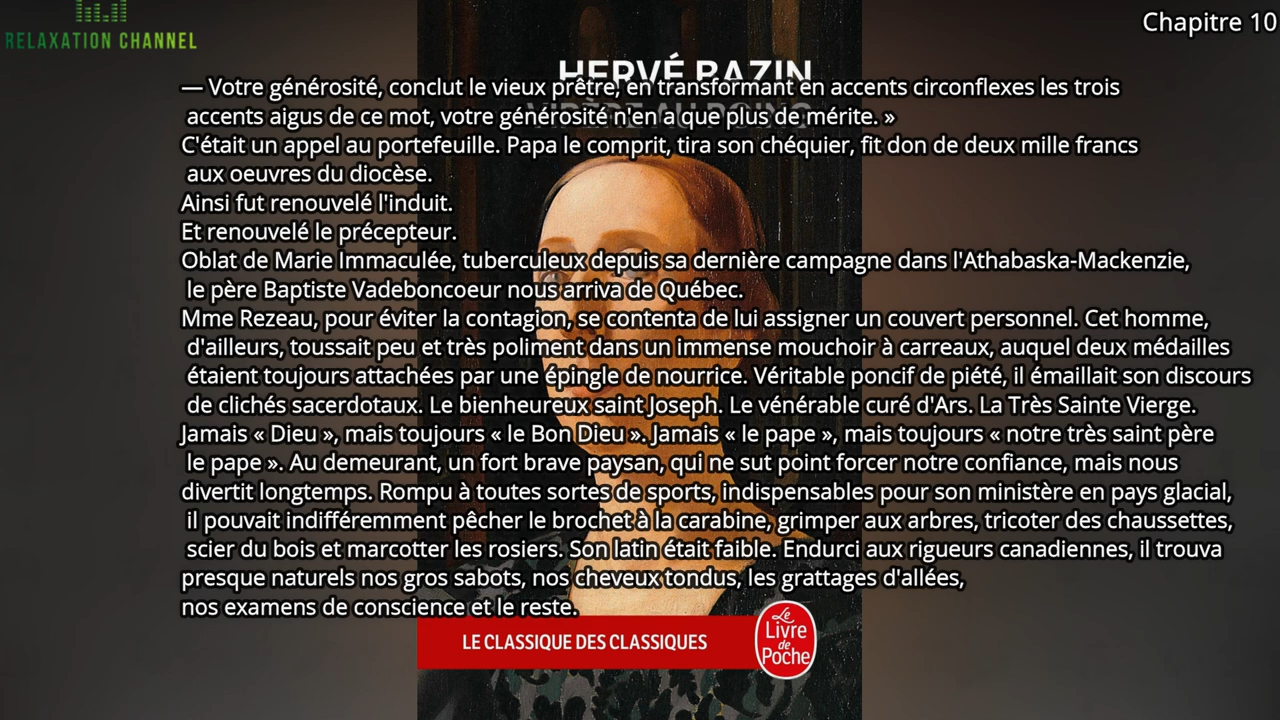 RELAXATION CHANNEL
Chapitre 10
HERVÉ BAZIN
VIPÈRE AU POING
— Votre générosité, conclut le vieux prêtre, en transformant en accents circonflexes les trois
accents aigus de ce mot, votre générosité n'en a que plus de mérite. »
C'était un appel au portefeuille. Papa le comprit, tira son chéquier, fit don de deux mille francs
aux oeuvres du diocèse.
Ainsi fut renouvelé l'induit.
Et renouvelé le précepteur.
Oblat de Marie Immaculée, tuberculeux depuis sa dernière campagne dans l'Athabaska-Mackenzie,
le père Baptiste Vadeboncoeur nous arriva de Québec.
Mme Rezeau, pour éviter la contagion, se contenta de lui assigner un couvert personnel. Cet homme,
d'ailleurs, toussait peu et très poliment dans un immense mouchoir à carreaux, auquel deux médailles
étaient toujours attachées par une épingle de nourrice. Véritable poncif de piété, il émaillait son discours
de clichés sacerdotaux. Le bienheureux saint Joseph. Le vénérable curé d'Ars. La Très Sainte Vierge.
Jamais « Dieu », mais toujours « le Bon Dieu ». Jamais « le pape », mais toujours « notre très saint père
le pape ». Au demeurant, un fort brave paysan, qui ne sut point forcer notre confiance, mais nous
divertit longtemps. Rompu à toutes sortes de sports, indispensables pour son ministère en pays glacial,
il pouvait indifféremment pêcher le brochet à la carabine, grimper aux arbres, tricoter des chaussettes,
scier du bois et marcotter les rosiers. Son latin était faible. Endurci aux rigueurs canadiennes, il trouva
presque naturels nos gros sabots, nos cheveux tondus, les grattages d'allées,
nos examens de conscience et le reste.
LE CLASSIQUE DES CLASSIQUES
Le
Livre
de
Poche